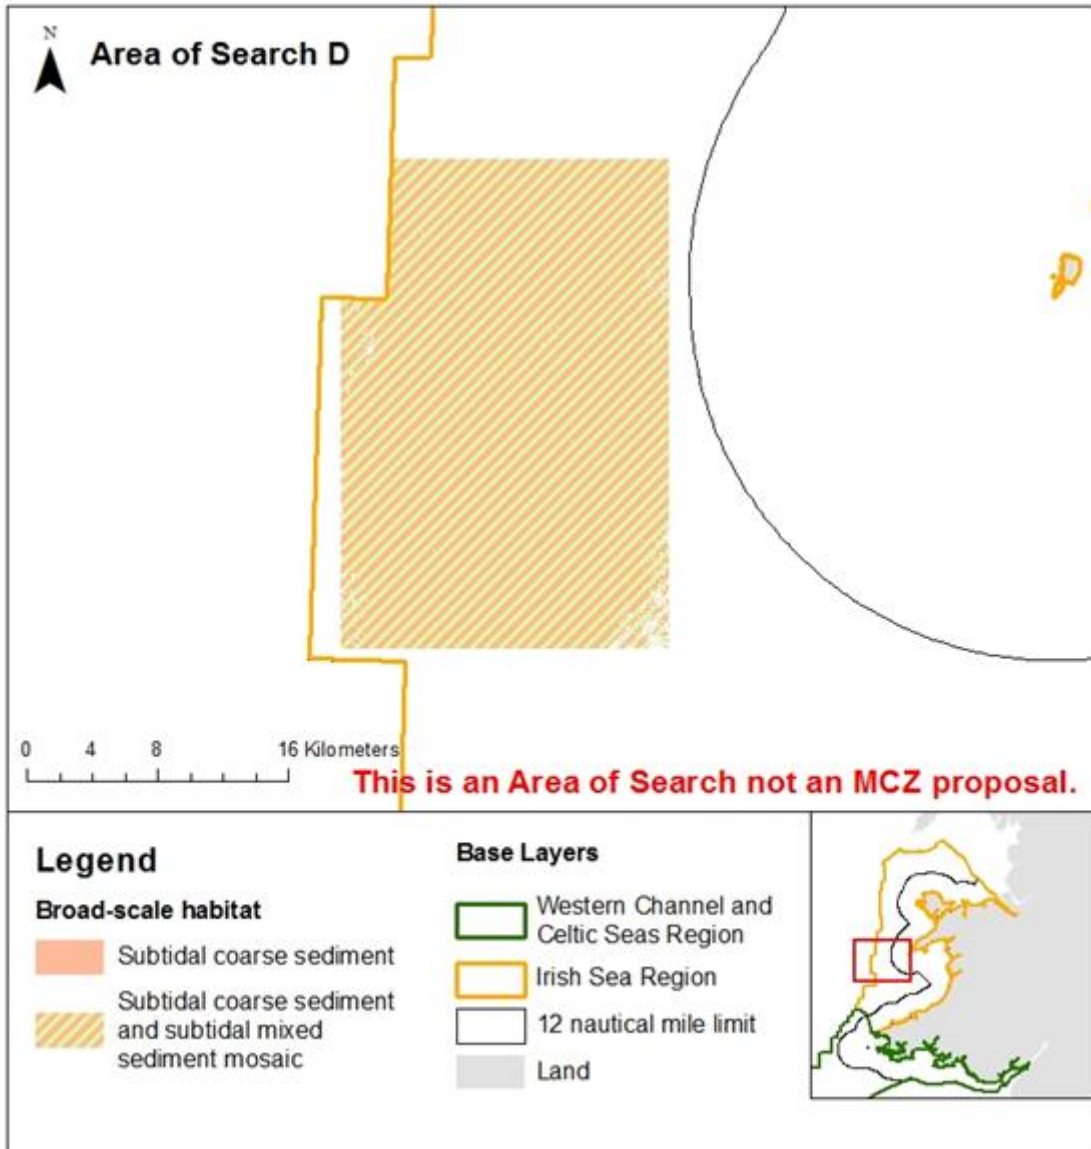 N
Area of Search D
0 4 8 16 Kilometers
This is an Area of Search not an MCZ proposal.
Legend
Broad-scale habitat
Subtidal coarse sediment
Subtidal coarse sediment
and subtidal mixed
sediment mosaic
Base Layers
Western Channel and
Celtic Seas Region
Irish Sea Region
12 nautical mile limit
Land